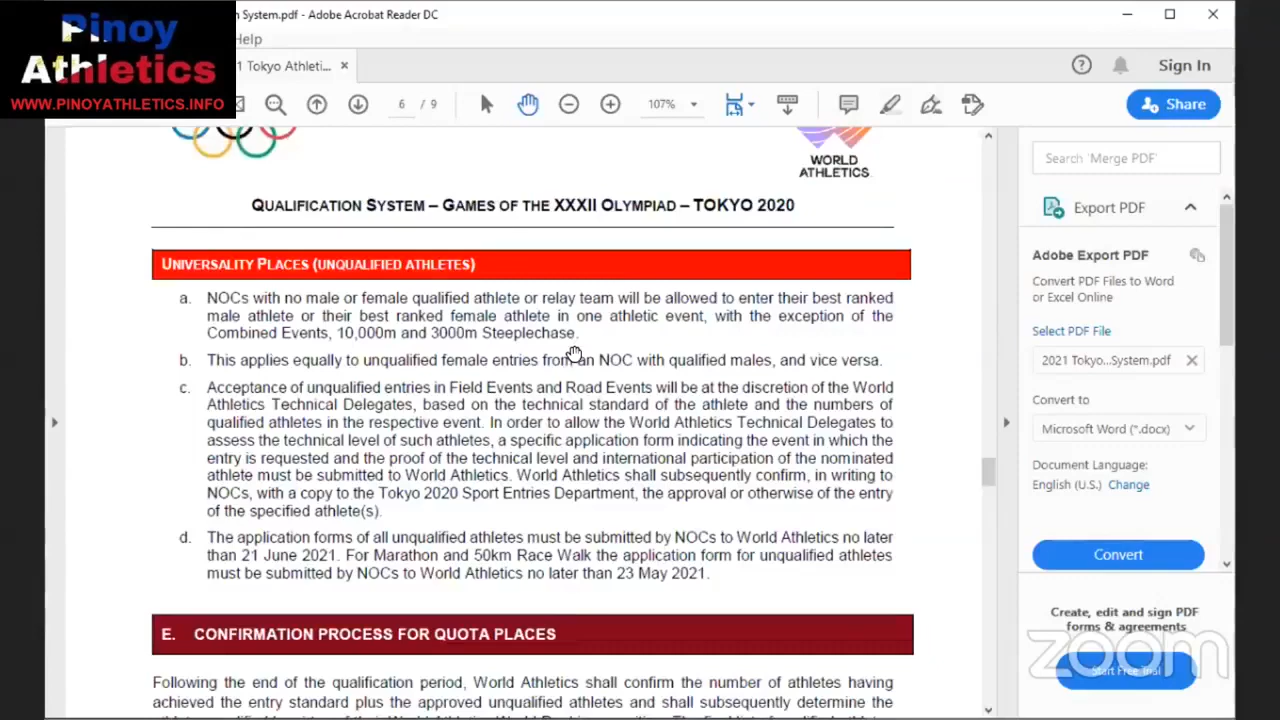 Pinoy
Athletics
WWW.PINOYATHLETICS.INFO
n System.pdf - Adobe Acrobat Reader DC
Help
1 Tokyo Athleti...
Sign In
6 / 9
107%
Share
WORLD
ATHLETICS
QUALIFICATION SYSTEM – GAMES OF THE XXXII OLYMPIAD – TOKYO 2020
UNIVERSALITY PLACES (UNQUALIFIED ATHLETES)
a. NOCs with no male or female qualified athlete or relay team will be allowed to enter their best ranked
male athlete or their best ranked female athlete in one athletic event, with the exception of the
Combined Events, 10,000m and 3000m Steeplechase.
b. This applies equally to unqualified female entries from an NOC with qualified males, and vice versa.
c. Acceptance of unqualified entries in Field Events and Road Events will be at the discretion of the World
Athletics Technical Delegates, based on the technical standard of the athlete and the numbers of
qualified athletes in the respective event. In order to allow the World Athletics Technical Delegates to
assess the technical level of such athletes, a specific application form indicating the event in which the
entry is requested and the proof of the technical level and international participation of the nominated
athlete must be submitted to World Athletics. World Athletics shall subsequently confirm, in writing to
NOCs, with a copy to the Tokyo 2020 Sport Entries Department, the approval or otherwise of the entry
of the specified athlete(s).
d. The application forms of all unqualified athletes must be submitted by NOCs to World Athletics no later
than 21 June 2021. For Marathon and 50km Race Walk the application form for unqualified athletes
must be submitted by NOCs to World Athletics no later than 23 May 2021.
E. CONFIRMATION PROCESS FOR QUOTA PLACES
Following the end of the qualification period, World Athletics shall confirm the number of athletes having
achieved the entry standard plus the approved unqualified athletes and shall subsequently determine the
Search 'Merge PDF'
Export PDF
Adobe Export PDF
Convert PDF Files to Word
or Excel Online
Select PDF File
2021 Tokyo...System.pdf
Convert to
Microsoft Word (*.docx)
Document Language:
English (U.S.) Change
Convert
Create, edit and sign PDF
forms & agreements
Start Free Trial
zoom